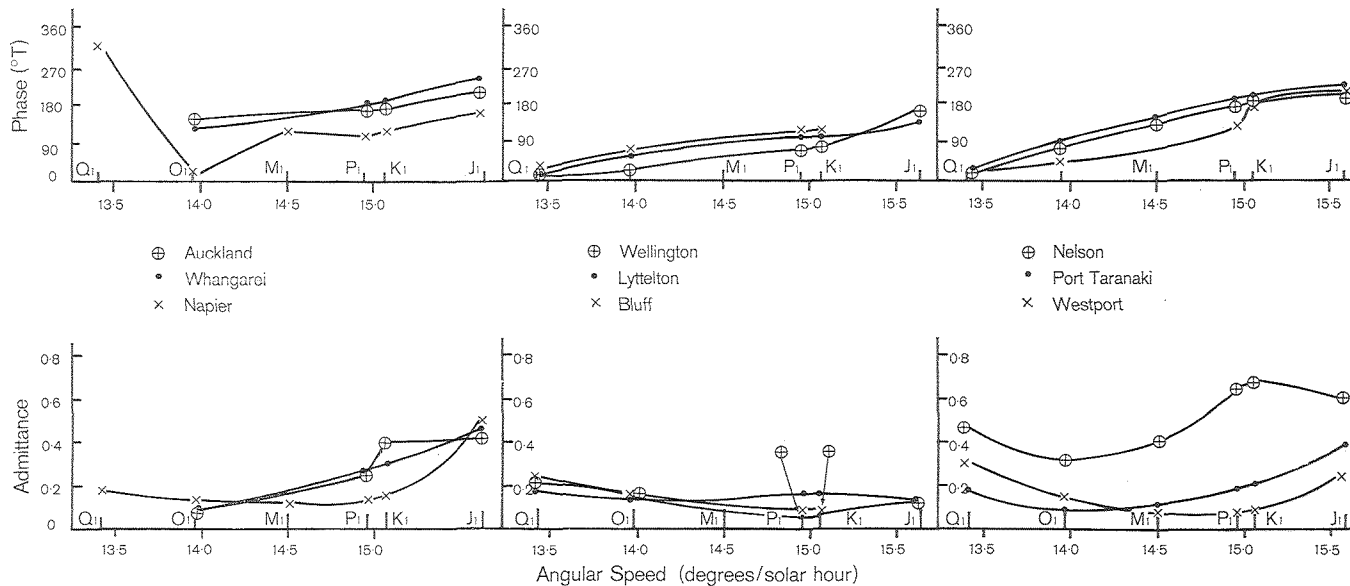 Phase (°T)
360
270
180
90
0
Q1 O1 M1 P1 K1 J1
13·5 14·0 14·5 15·0
360
270
180
90
Q1 O1 M1 P1 K1 J1
13·5 14·0 14·5 15·0 15·5
360
270
180
90
Q1 O1 M1 P1 K1 J1
13·5 14·0 14·5 15·0 15·5
Auckland
Whangarei
Napier
Wellington
Lyttelton
Bluff
Nelson
Port Taranaki
Westport
Admittance
0·8
0·6
0·4
0·2
0
Q1 O1 M1 P1 K1 J1
13·5 14·0 14·5 15·0
0·8
0·6
0·4
0·2
Q1 O1 M1 P1 K1 J1
13·5 14·0 14·5 15·0 15·5
0·8
0·6
0·4
0·2
Q1 O1 M1 P1 K1 J1
13·5 14·0 14·5 15·0 15·5
Angular Speed (degrees/solar hour)